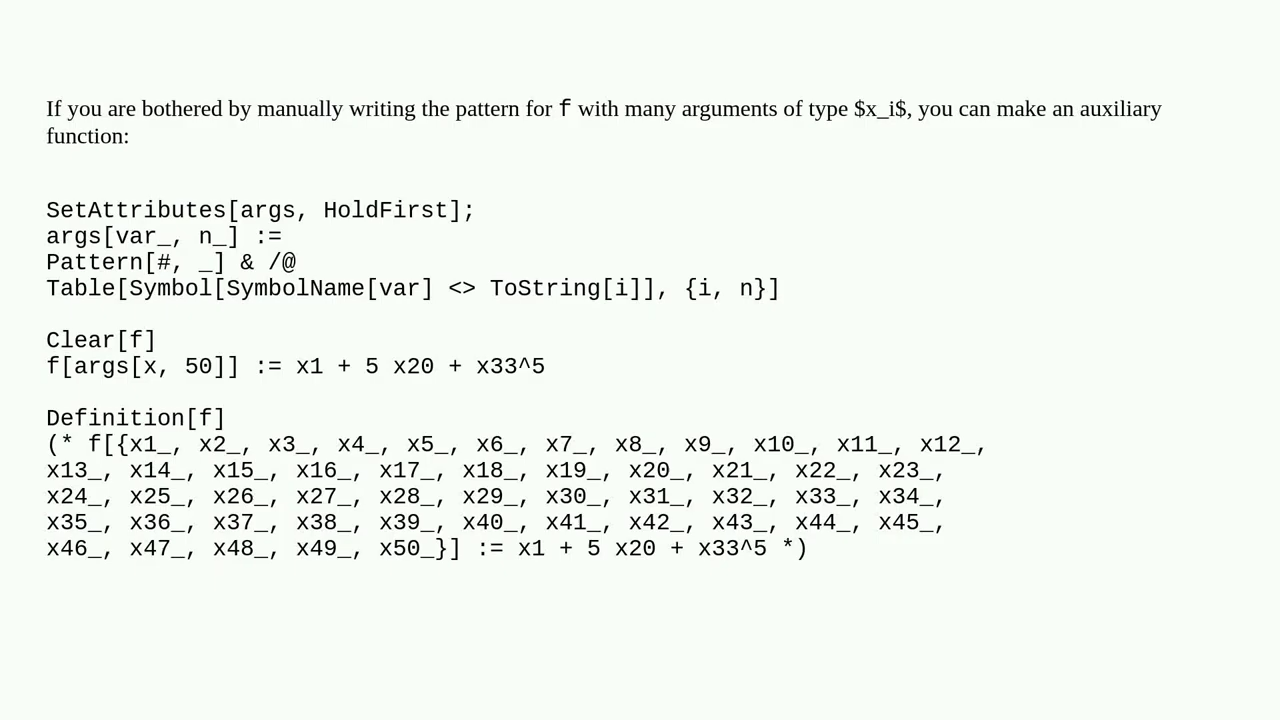 If you are bothered by manually writing the pattern for f with many arguments of type $x_i$, you can make an auxiliary
function:
SetAttributes[args, HoldFirst];
args[var_, n_] :=
Pattern[#, _] & /@
Table[Symbol[SymbolName[var] <> ToString[i]], {i, n}]
Clear[f]
f[args[x, 50]] := x1 + 5 x20 + x33^5
Definition[f]
(* f[{x1_, x2_, x3_, x4_, x5_, x6_, x7_, x8_, x9_, x10_, x11_, x12_,
x13_, x14_, x15_, x16_, x17_, x18_, x19_, x20_, x21_, x22_, x23_,
x24_, x25_, x26_, x27_, x28_, x29_, x30_, x31_, x32_, x33_, x34_,
x35_, x36_, x37_, x38_, x39_, x40_, x41_, x42_, x43_, x44_, x45_,
x46_, x47_, x48_, x49_, x50_}] := x1 + 5 x20 + x33^5 *)